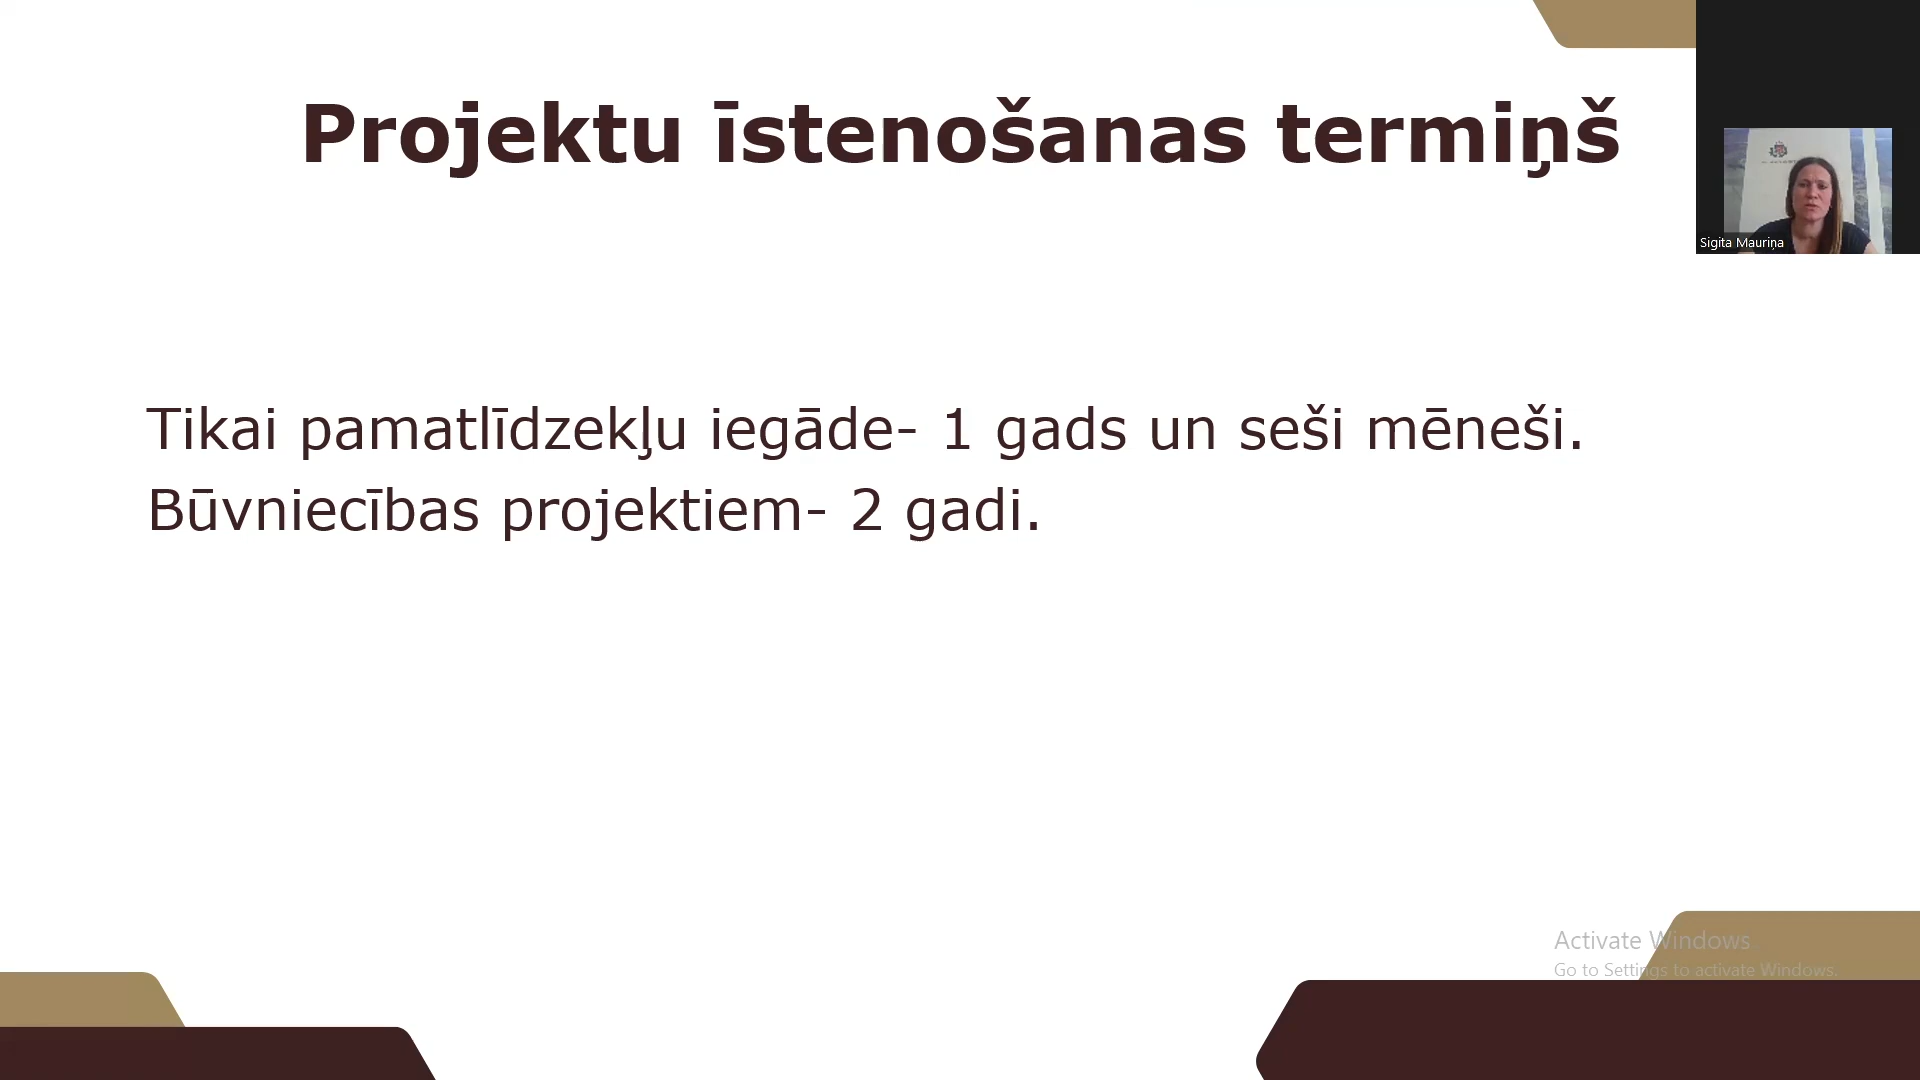 Projektu īstenošanas termiņš
Sigita Mauriņa
Tikai pamatlīdzekļu iegāde- 1 gads un seši mēneši.
Būvniecības projektiem- 2 gadi.
Activate Windows
Go to Settings to activate Windows.